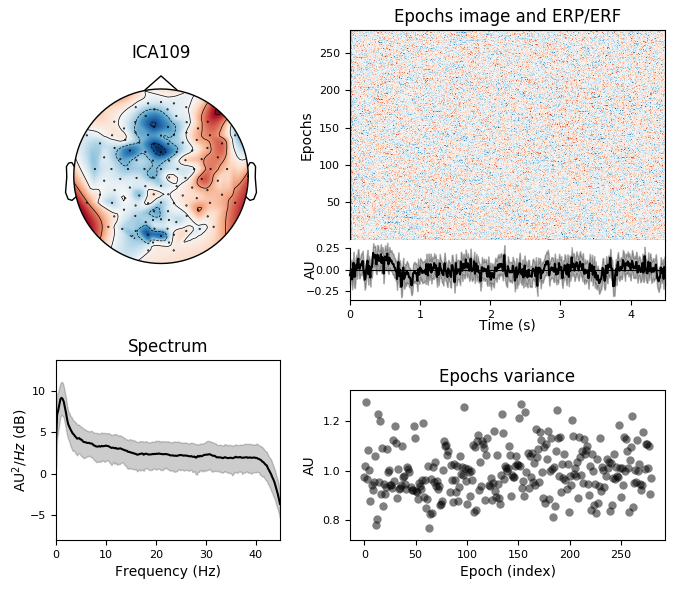 ICA109
Epochs image and ERP/ERF
Epochs
250
200
150
100
50
AU
0.25
0.00
−0.25
0 1 2 3 4
Time (s)
Spectrum
AU²/Hz (dB)
10
5
0
−5
0 10 20 30 40
Frequency (Hz)
Epochs variance
AU
1.2
1.0
0.8
0 50 100 150 200 250
Epoch (index)